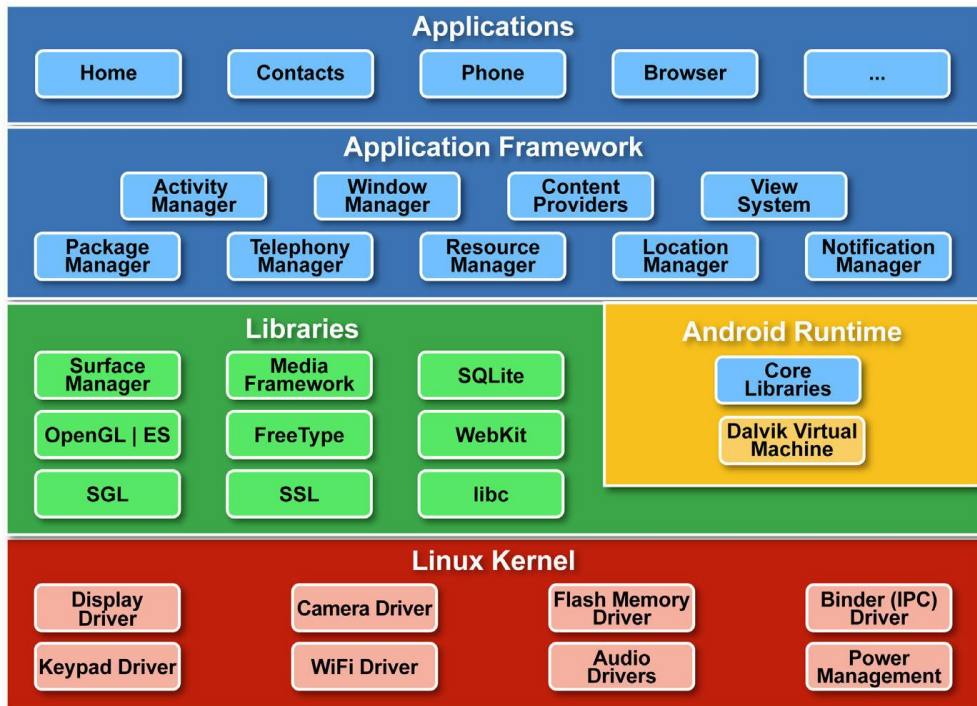 Applications
Home
Contacts
Phone
Browser
...
Application Framework
Activity
Manager
Window
Manager
Content
Providers
View
System
Package
Manager
Telephony
Manager
Resource
Manager
Location
Manager
Notification
Manager
Libraries
Surface
Manager
Media
Framework
SQLite
OpenGL | ES
FreeType
WebKit
SGL
SSL
libc
Android Runtime
Core
Libraries
Dalvik Virtual
Machine
Linux Kernel
Display
Driver
Camera Driver
Flash Memory
Driver
Binder (IPC)
Driver
Keypad Driver
WiFi Driver
Audio
Drivers
Power
Management